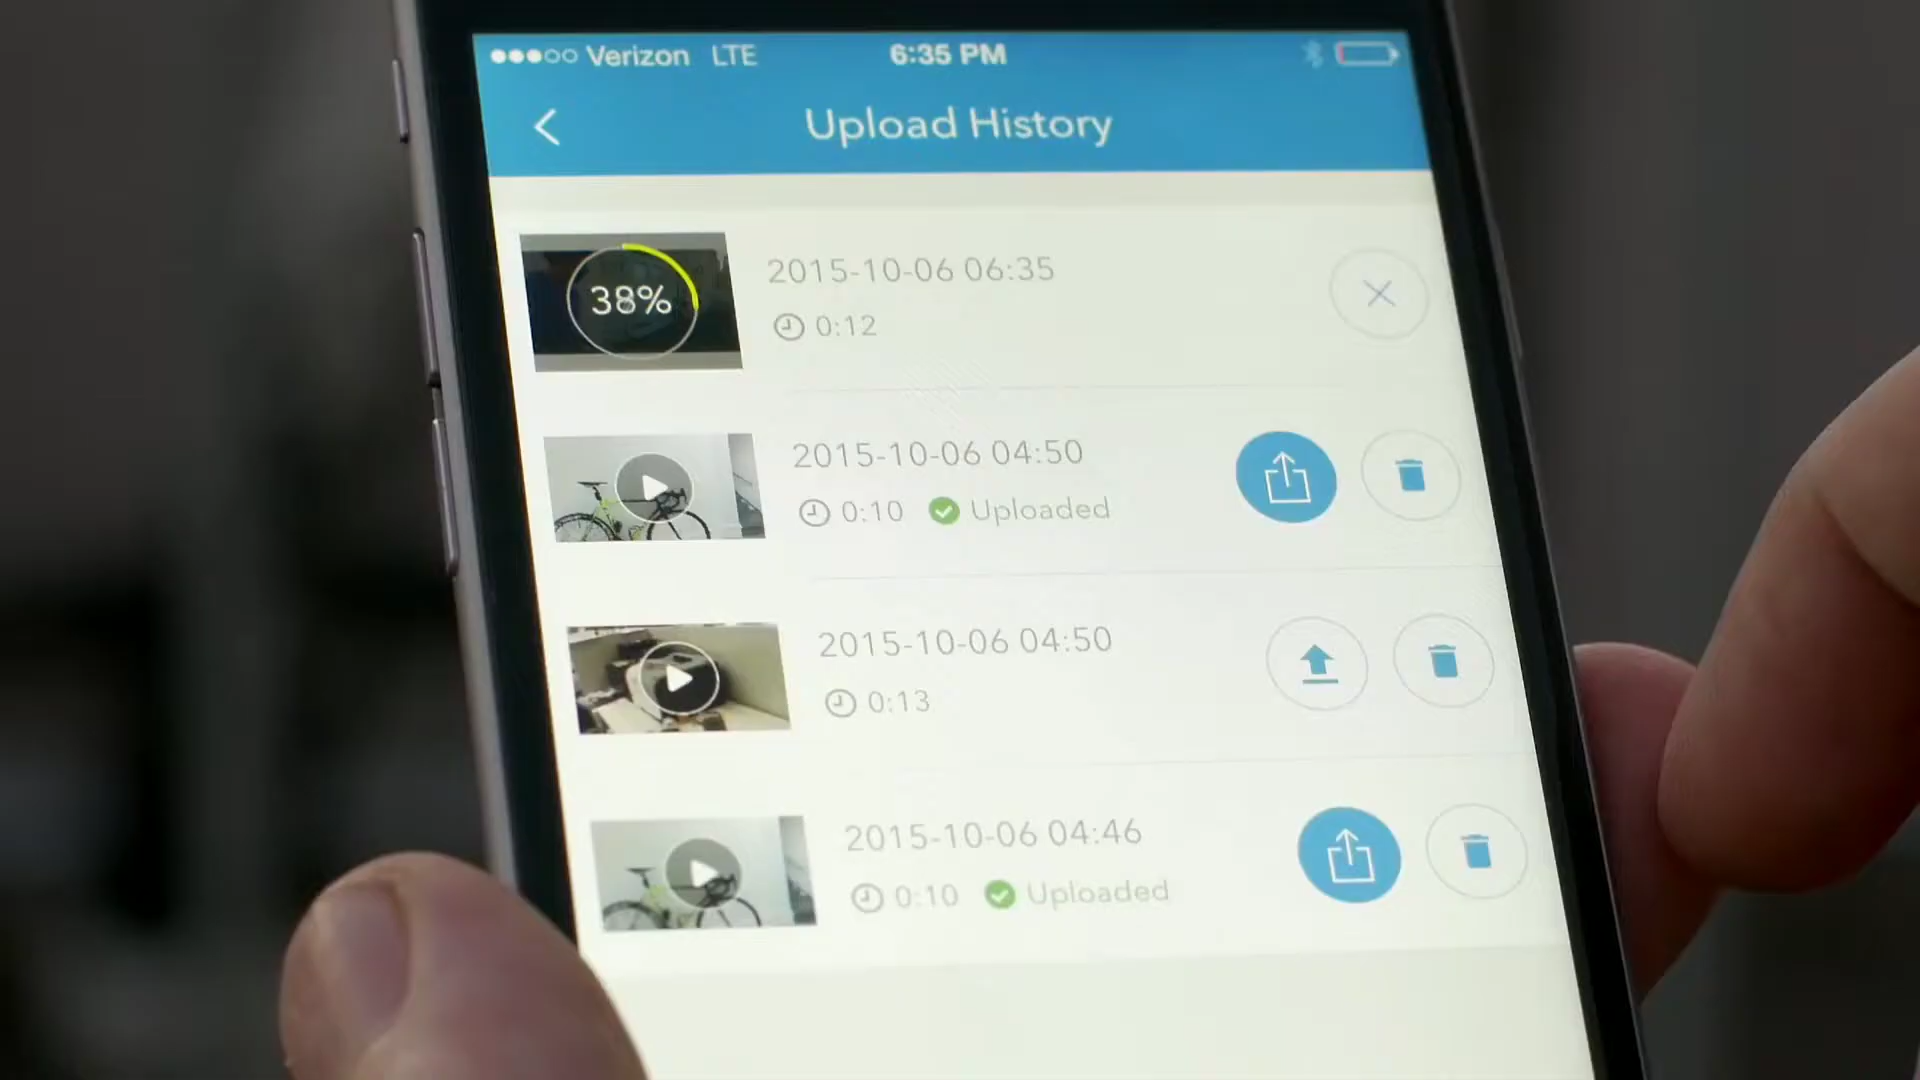 Verizon LTE 6:35 PM
Upload History
38%
2015-10-06 06:35
0:12
2015-10-06 04:50
0:10 Uploaded
2015-10-06 04:50
0:13
2015-10-06 04:46
0:10 Uploaded